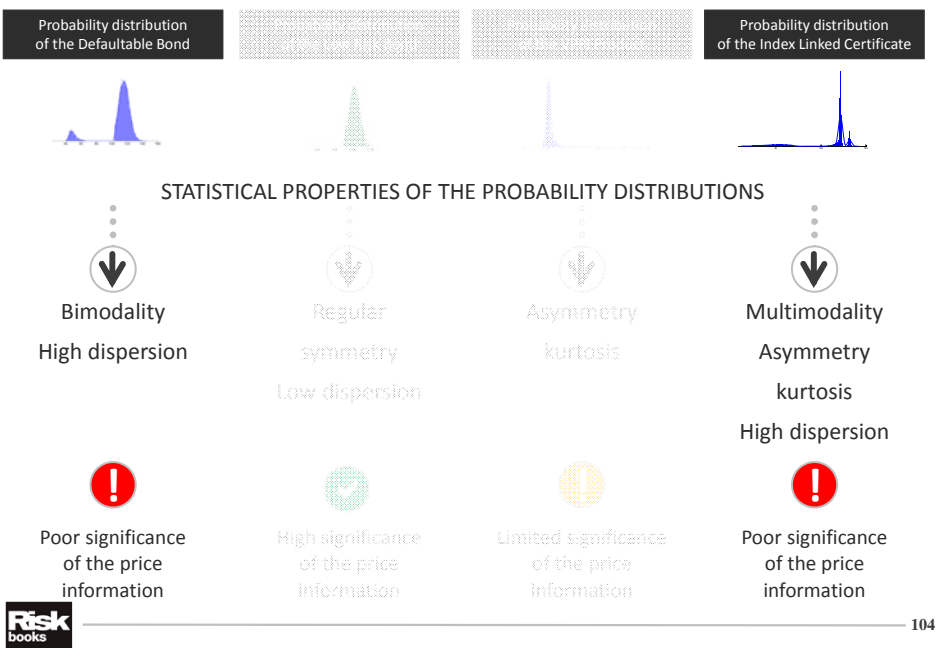 Probability distribution
of the Defaultable Bond
Probability distribution
of the Index Linked Certificate
STATISTICAL PROPERTIES OF THE PROBABILITY DISTRIBUTIONS
Bimodality
High dispersion
Regular
symmetry
Low dispersion
Asymmetry
kurtosis
Multimodality
Asymmetry
kurtosis
High dispersion
Poor significance
of the price
information
High significance
of the price
information
Limited significance
of the price
information
Poor significance
of the price
information
Risk
books
104